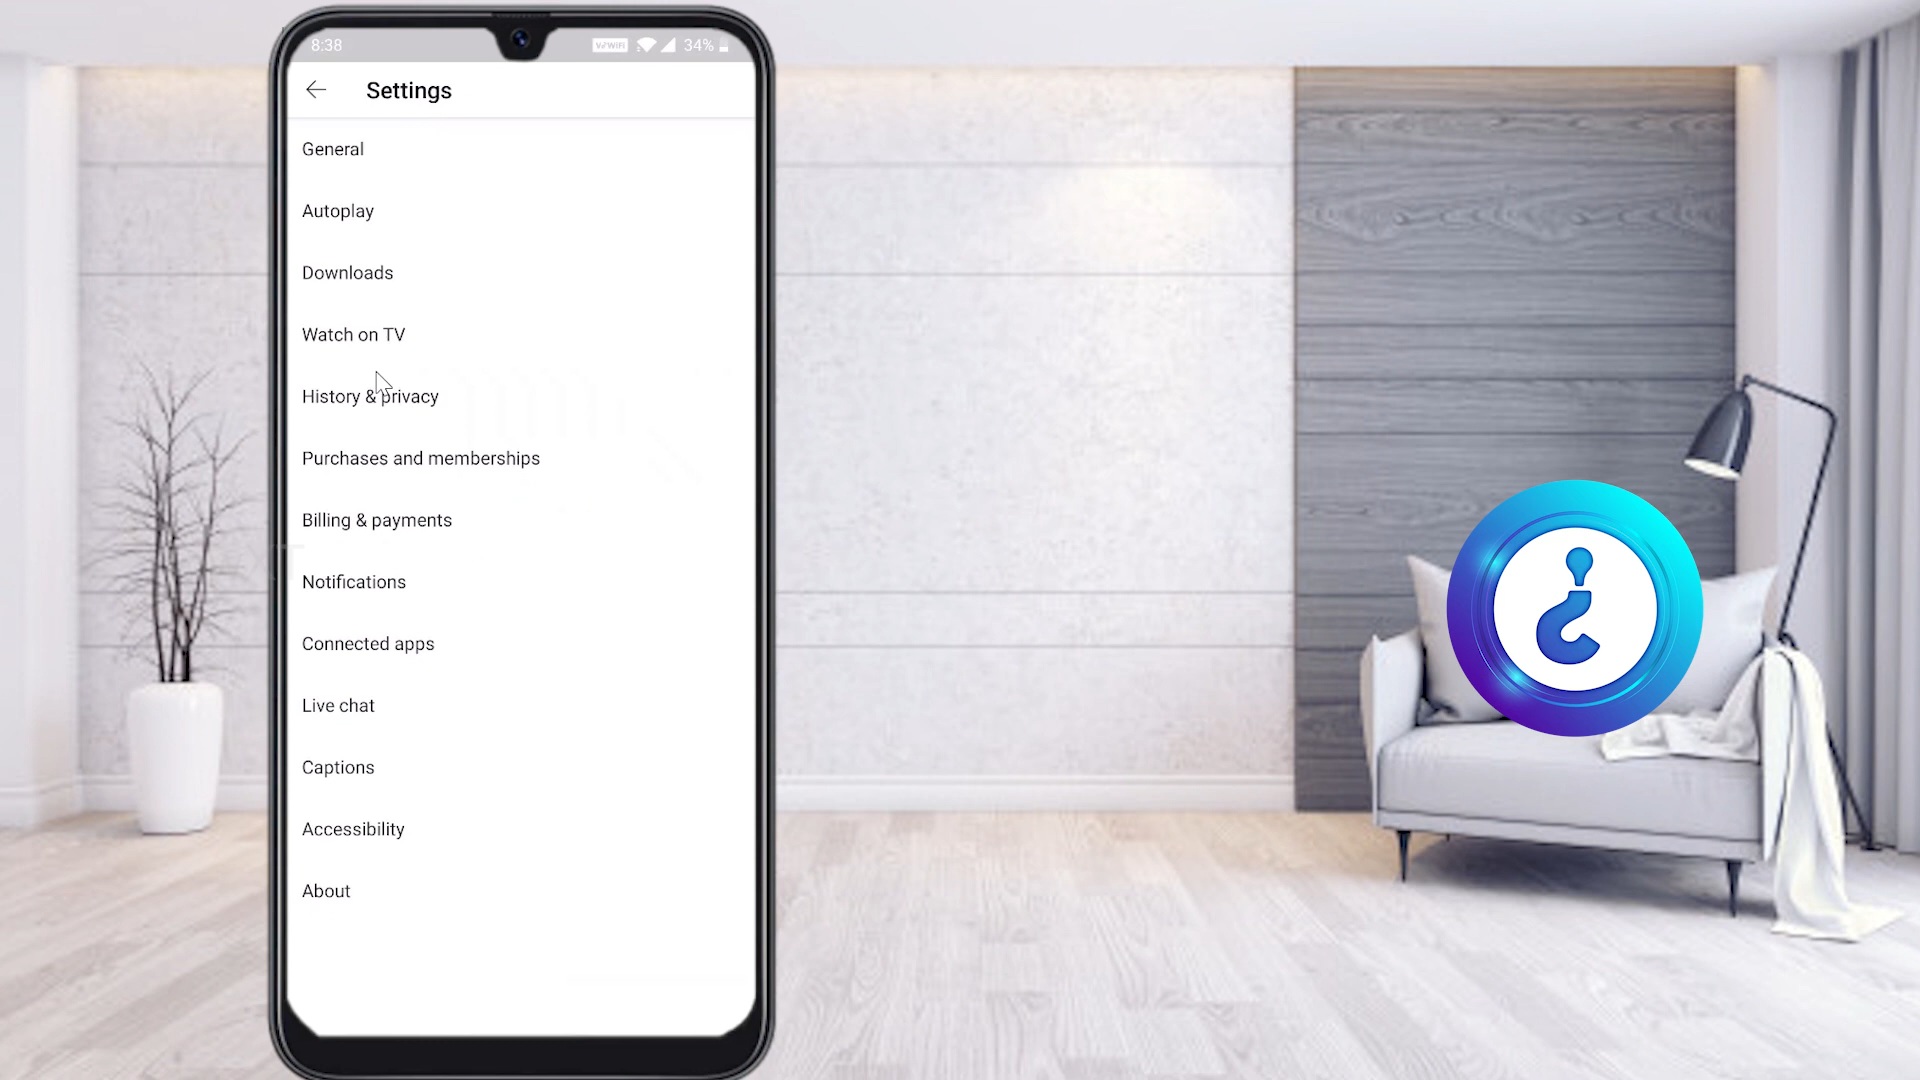 8:38
34%
Settings
General
Autoplay
Downloads
Watch on TV
History & privacy
Purchases and memberships
Billing & payments
Notifications
Connected apps
Live chat
Captions
Accessibility
About